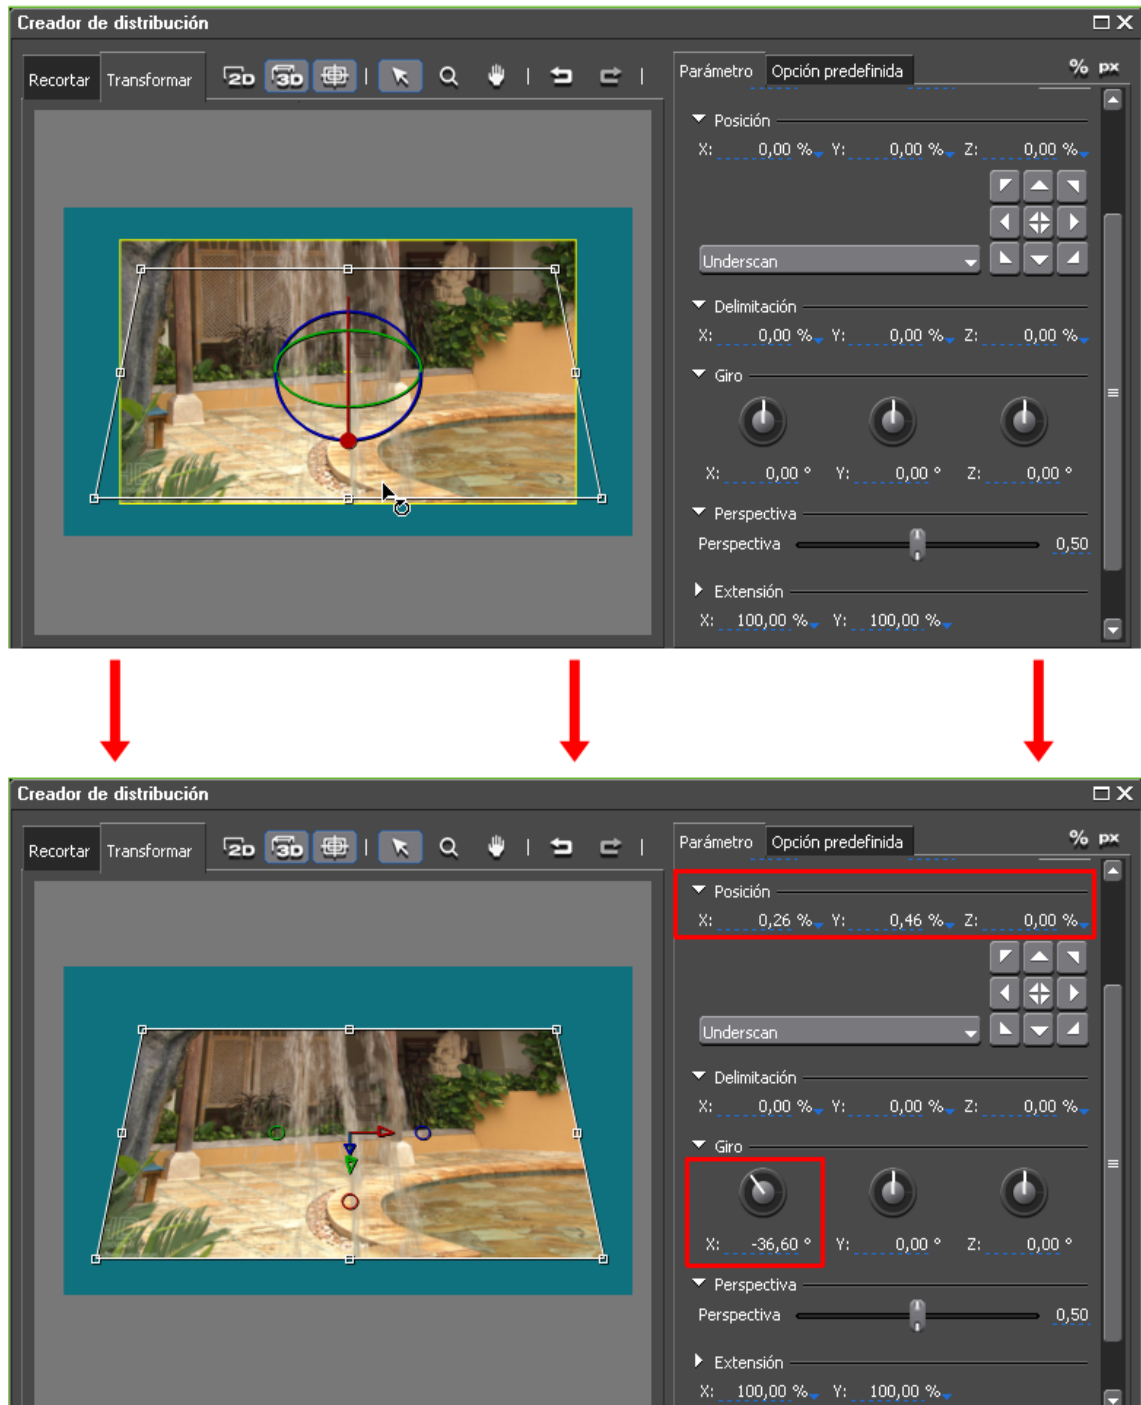 Creador de distribución
Recortar Transformar 2D 3D Parámetro Opción predefinida % px
Posición
X: 0,00 % Y: 0,00 % Z: 0,00 %
Underscan
Delimitación
X: 0,00 % Y: 0,00 % Z: 0,00 %
Giro
X: 0,00 ° Y: 0,00 ° Z: 0,00 °
Perspectiva
Perspectiva 0,50
Extensión
X: 100,00 % Y: 100,00 %
Creador de distribución
Recortar Transformar 2D 3D Parámetro Opción predefinida % px
Posición
X: 0,26 % Y: 0,46 % Z: 0,00 %
Underscan
Delimitación
X: 0,00 % Y: 0,00 % Z: 0,00 %
Giro
X: -36,60 ° Y: 0,00 ° Z: 0,00 °
Perspectiva
Perspectiva 0,50
Extensión
X: 100,00 % Y: 100,00 %